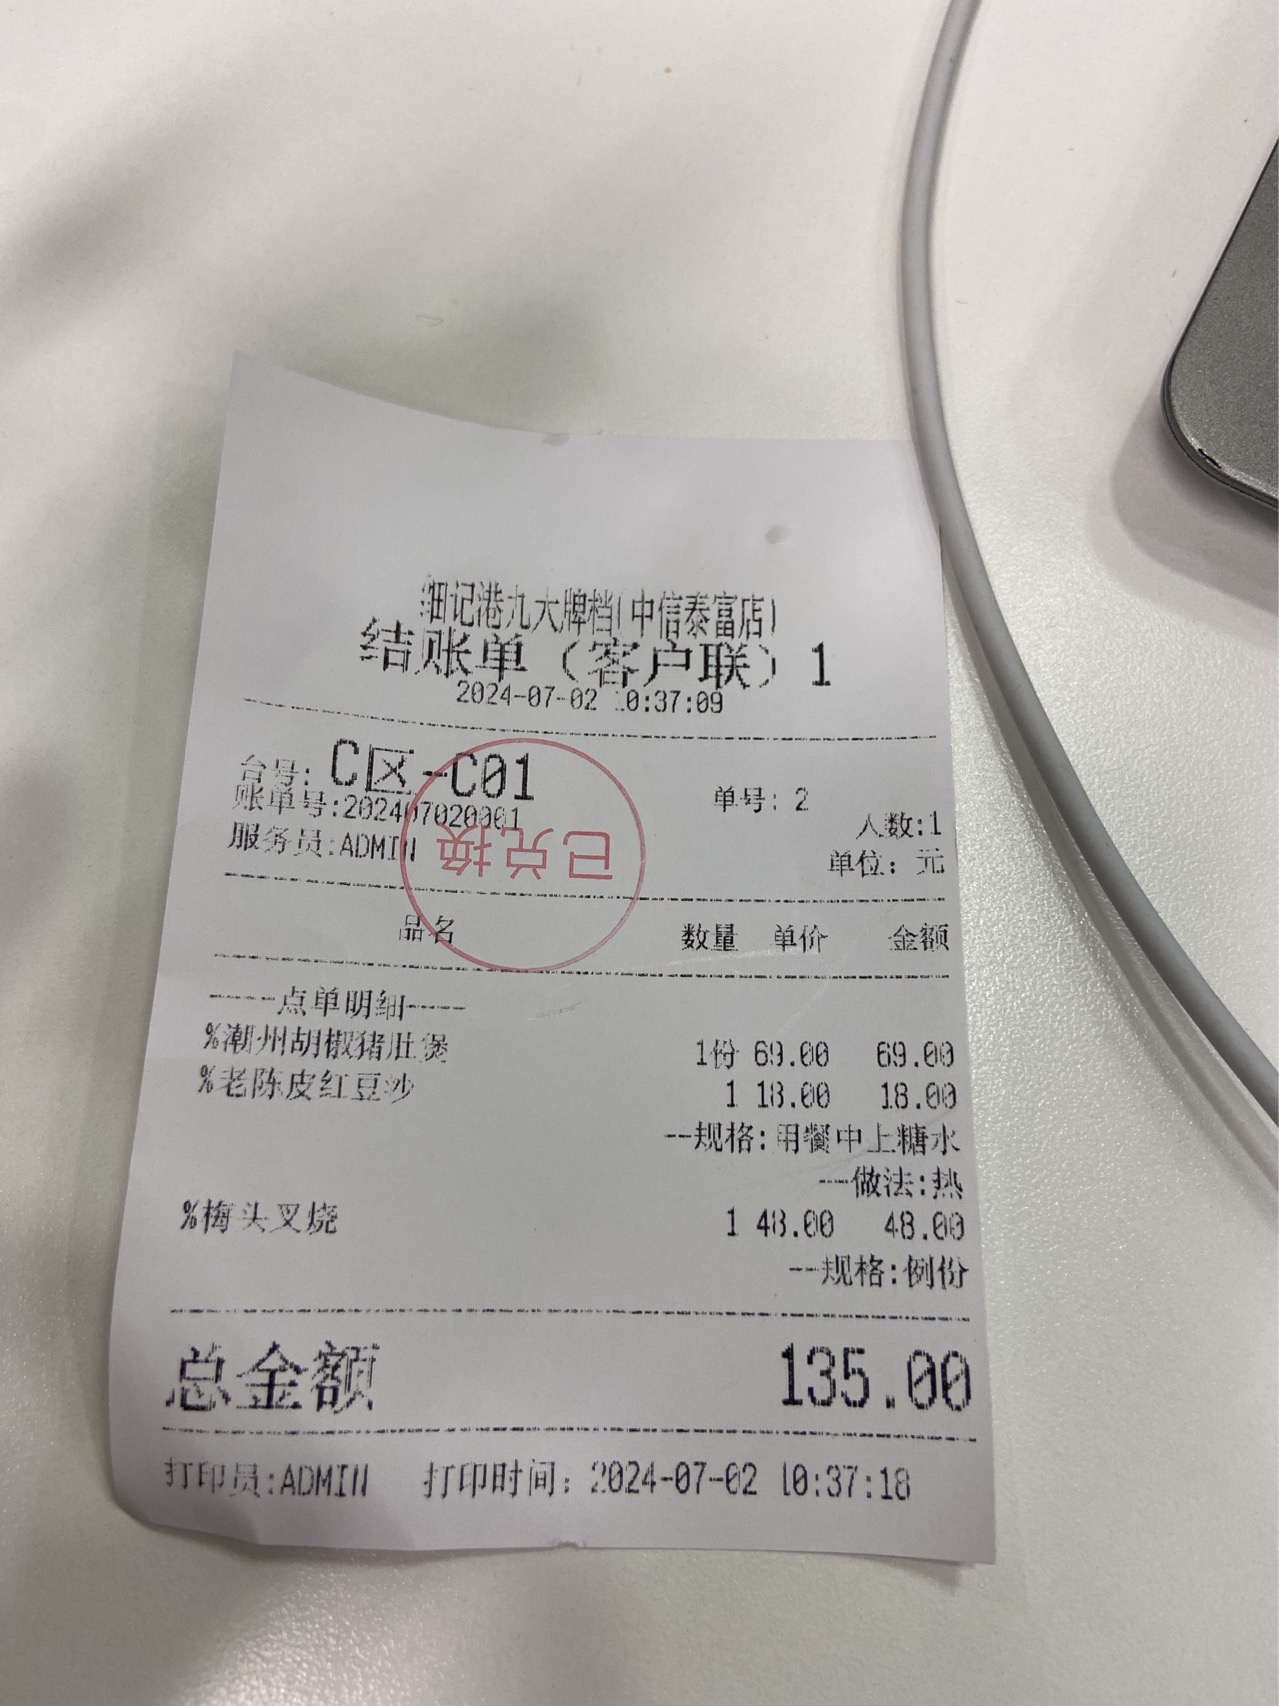 细记港九大牌档(中信泰富店)
结账单（客户联）1
2024-07-02 10:37:09
台号: C区-C01 单号: 2
账单号:202407020001 人数:1
服务员:ADMIN 单位: 元
已兑换
品名 数量 单价 金额
-----点单明细-----
%潮州胡椒猪肚煲 1份 69.00 69.00
%老陈皮红豆沙 1 18.00 18.00
--规格:用餐中上糖水
--做法:热
%梅头叉烧 1 48.00 48.00
--规格:例份
总金额 135.00
打印员:ADMIN 打印时间: 2024-07-02 10:37:18